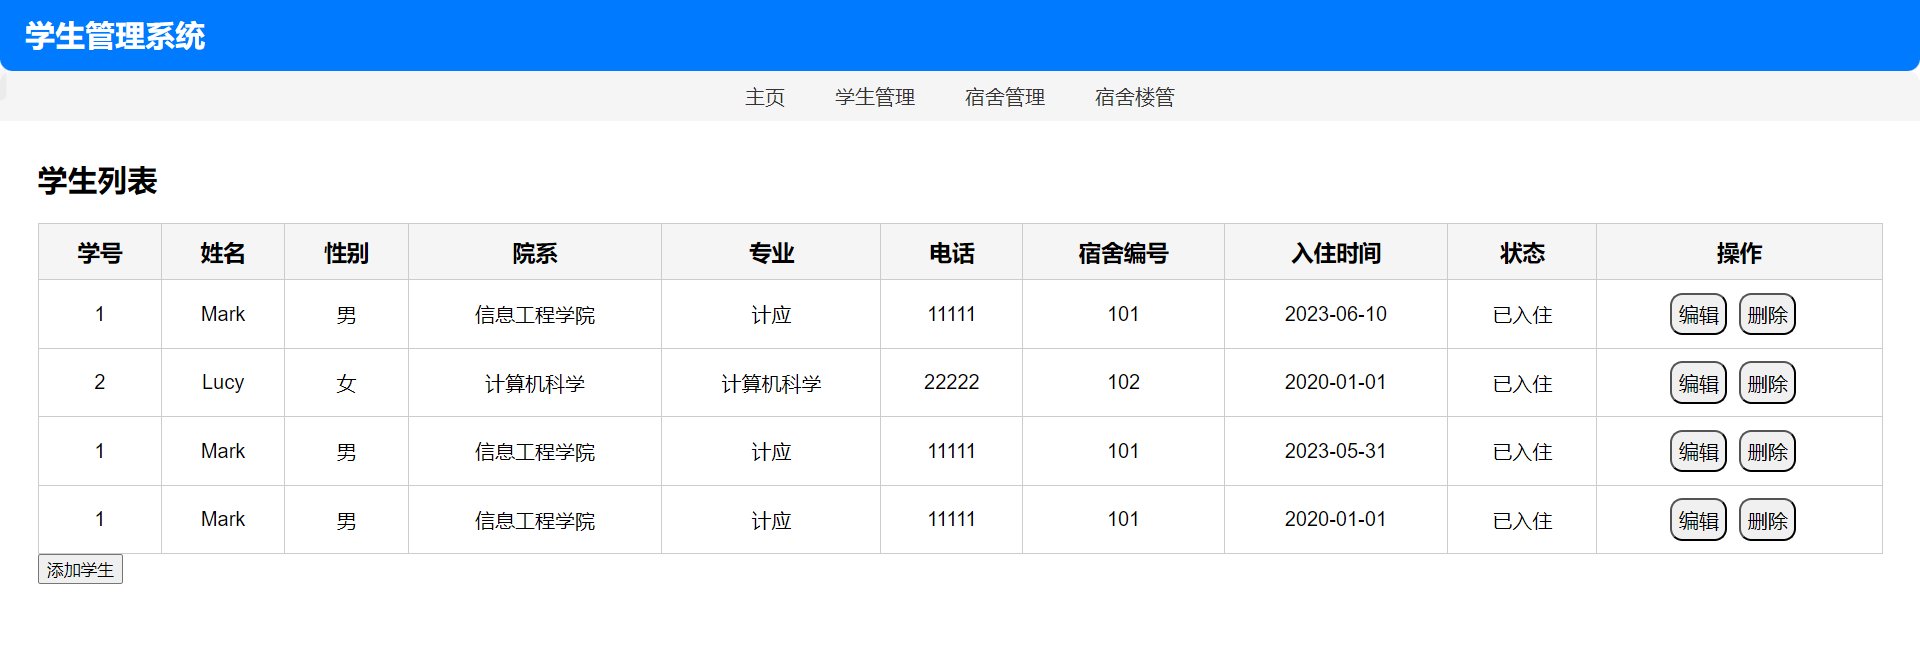 学生管理系统
主页 学生管理 宿舍管理 宿舍楼管
学生列表
学号 姓名 性别 院系 专业 电话 宿舍编号 入住时间 状态 操作
1 Mark 男 信息工程学院 计应 11111 101 2023-06-10 已入住 编辑 删除
2 Lucy 女 计算机科学 计算机科学 22222 102 2020-01-01 已入住 编辑 删除
1 Mark 男 信息工程学院 计应 11111 101 2023-05-31 已入住 编辑 删除
1 Mark 男 信息工程学院 计应 11111 101 2020-01-01 已入住 编辑 删除
添加学生